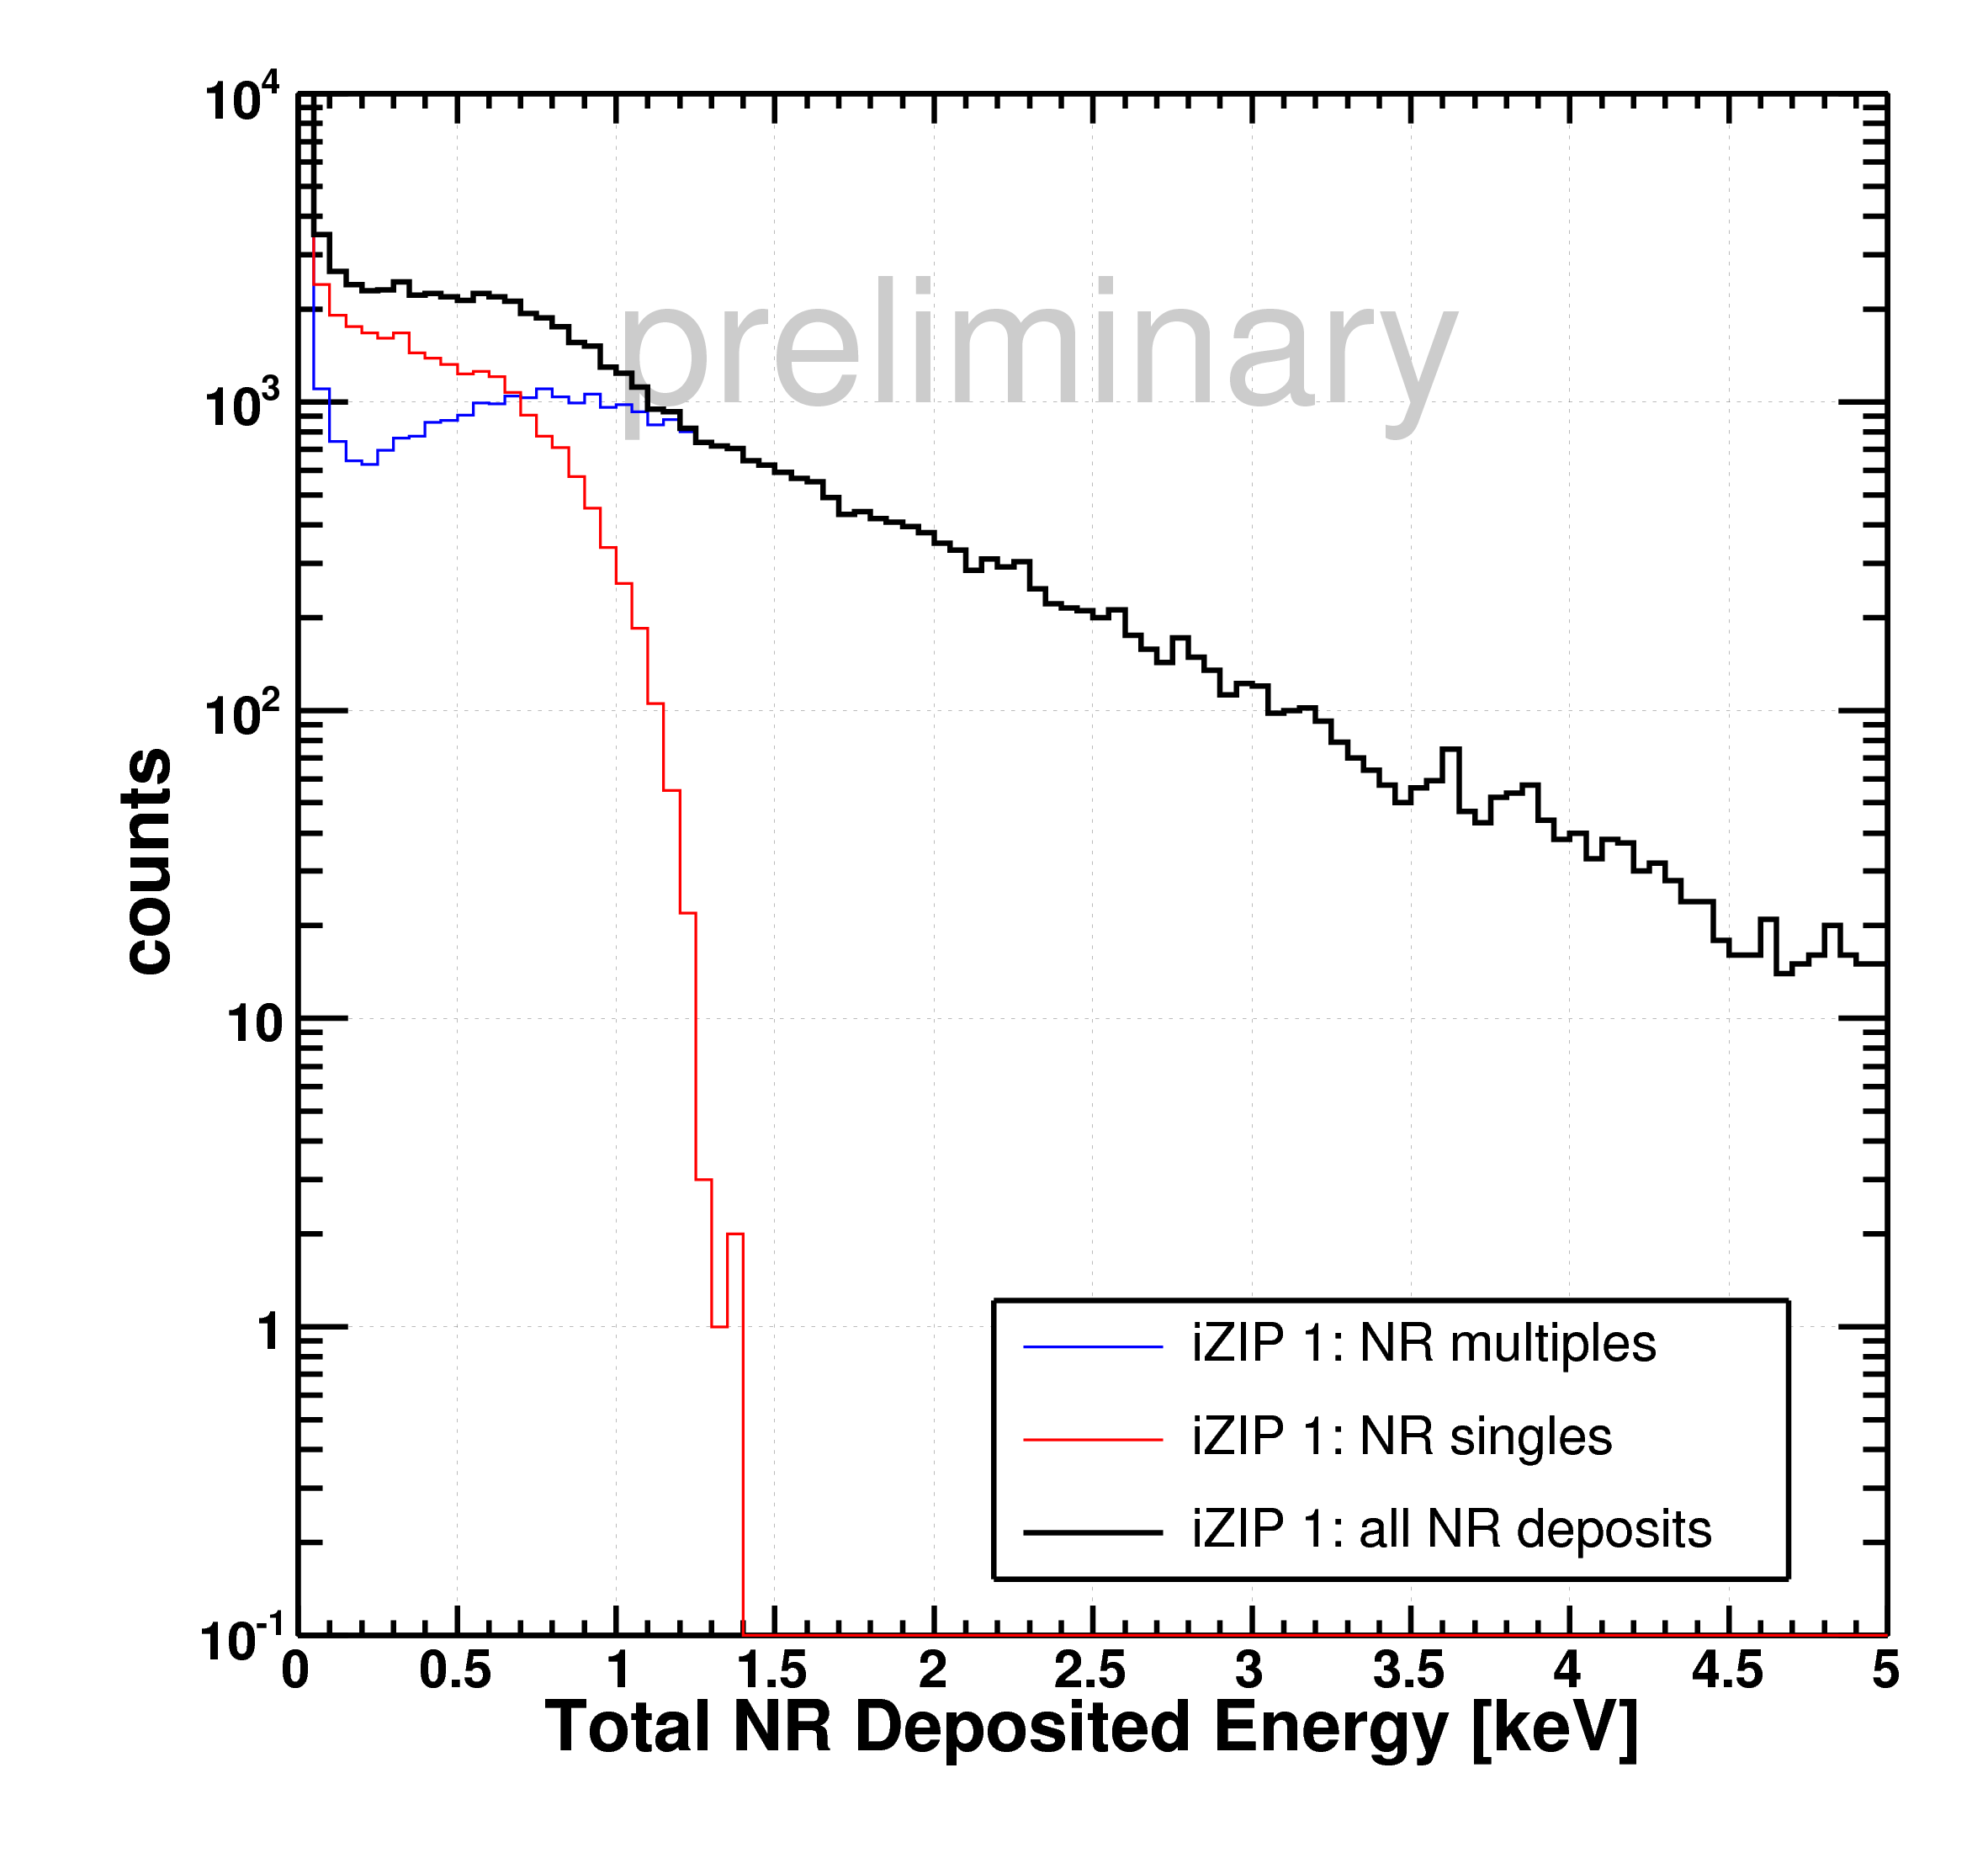 10^4
preliminary
10^3
10^2
counts
10
1
iZIP 1: NR multiples
iZIP 1: NR singles
iZIP 1: all NR deposits
10^-1
0 0.5 1 1.5 2 2.5 3 3.5 4 4.5 5
Total NR Deposited Energy [keV]